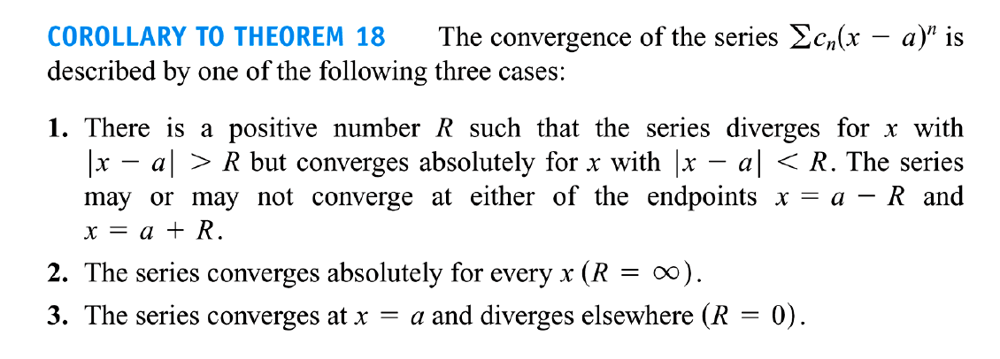 COROLLARY TO THEOREM 18 The convergence of the series ∑cₙ(x − a)ⁿ is
described by one of the following three cases:
1. There is a positive number R such that the series diverges for x with
|x − a| > R but converges absolutely for x with |x − a| < R. The series
may or may not converge at either of the endpoints x = a − R and
x = a + R.
2. The series converges absolutely for every x (R = ∞).
3. The series converges at x = a and diverges elsewhere (R = 0).